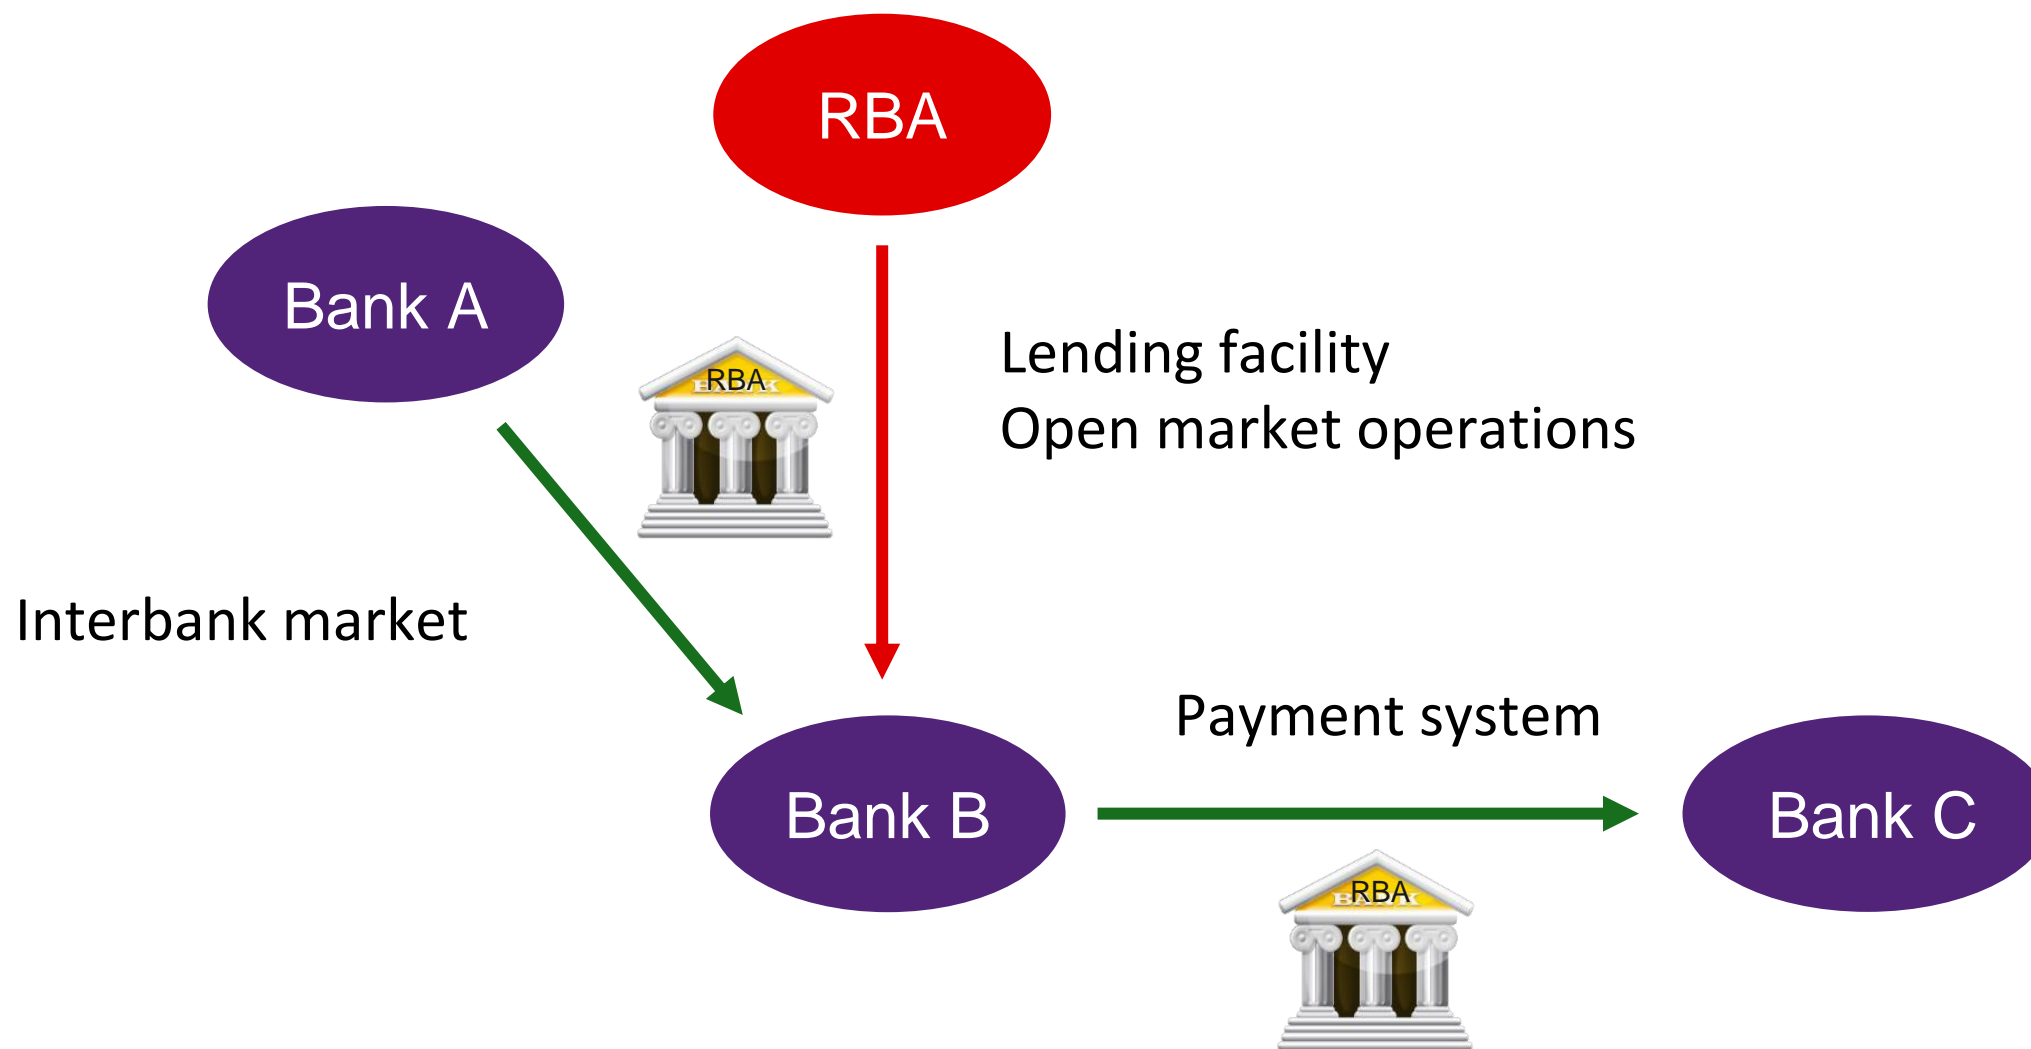 RBA
Bank A
RBA
Lending facility
Open market operations
Interbank market
Payment system
Bank B
Bank C
RBA